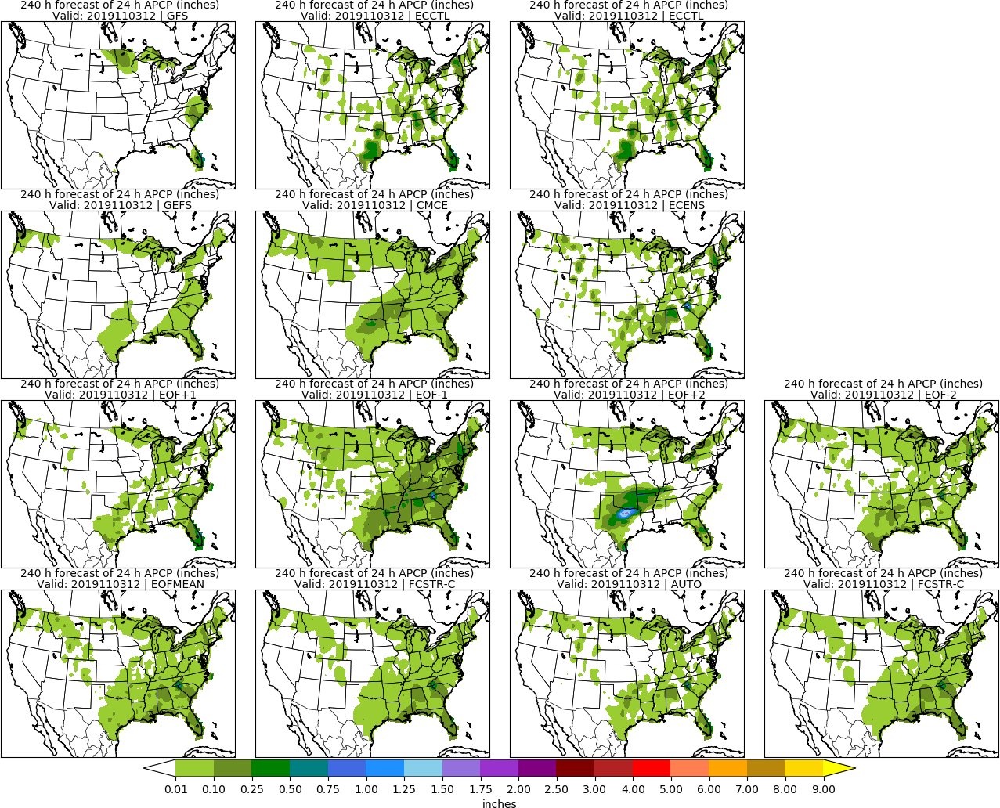 240 h forecast of 24 h APCP (inches)
Valid: 2019110312 | GFS
240 h forecast of 24 h APCP (inches)
Valid: 2019110312 | ECCTL
240 h forecast of 24 h APCP (inches)
Valid: 2019110312 | ECCTL
240 h forecast of 24 h APCP (inches)
Valid: 2019110312 | GEFS
240 h forecast of 24 h APCP (inches)
Valid: 2019110312 | CMCE
240 h forecast of 24 h APCP (inches)
Valid: 2019110312 | ECENS
240 h forecast of 24 h APCP (inches)
Valid: 2019110312 | EOF+1
240 h forecast of 24 h APCP (inches)
Valid: 2019110312 | EOF-1
240 h forecast of 24 h APCP (inches)
Valid: 2019110312 | EOF+2
240 h forecast of 24 h APCP (inches)
Valid: 2019110312 | EOF-2
240 h forecast of 24 h APCP (inches)
Valid: 2019110312 | EOFMEAN
240 h forecast of 24 h APCP (inches)
Valid: 2019110312 | FCSTR-C
240 h forecast of 24 h APCP (inches)
Valid: 2019110312 | AUTO
240 h forecast of 24 h APCP (inches)
Valid: 2019110312 | FCSTR-C
0.01 0.10 0.25 0.50 0.75 1.00 1.25 1.50 1.75 2.00 2.50 3.00 4.00 5.00 6.00 7.00 8.00 9.00
inches